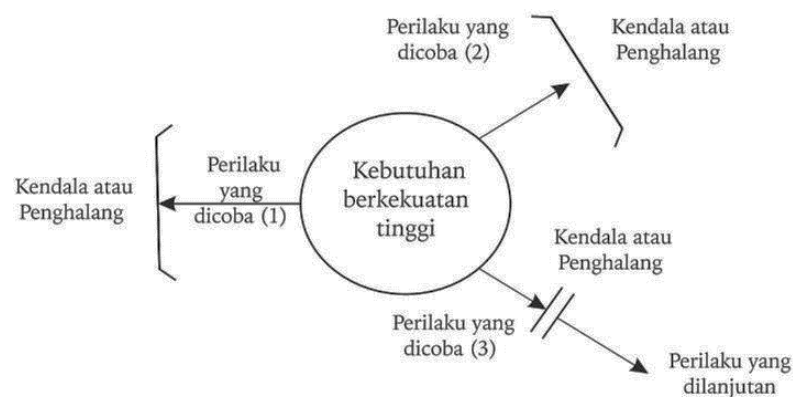 Perilaku yang
dicoba (2)
Kendala atau
Penghalang
Kendala atau
Penghalang
Perilaku
yang
dicoba (1)
Kebutuhan
berkekuatan
tinggi
Kendala atau
Penghalang
Perilaku yang
dicoba (3)
Perilaku yang
dilanjutan